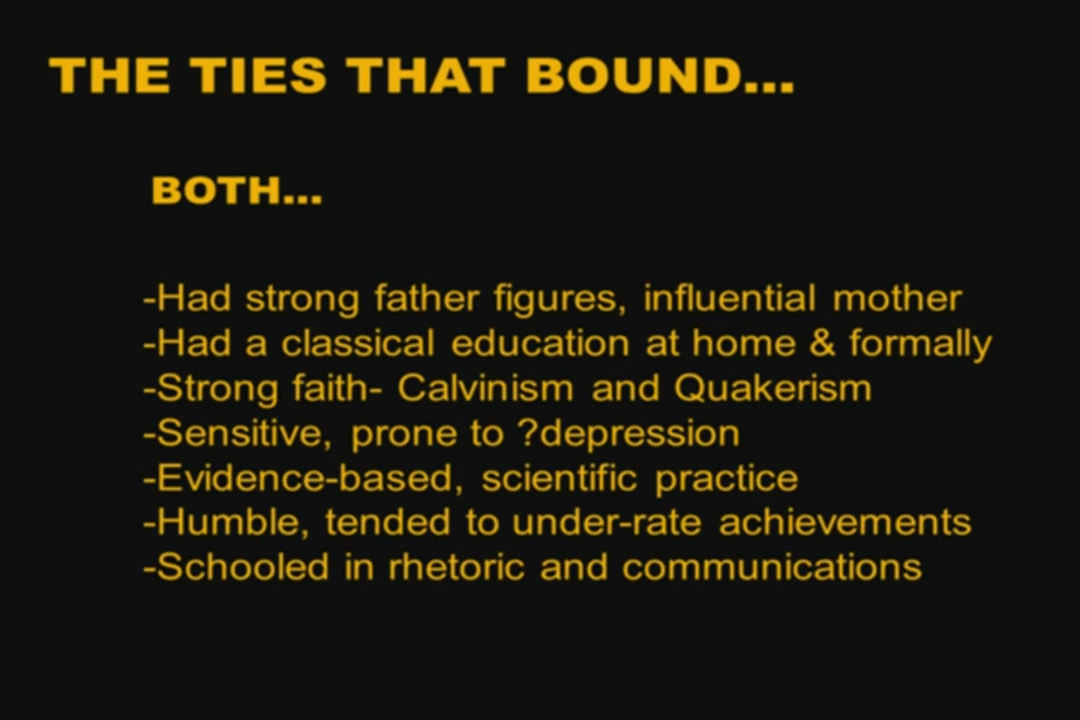 THE TIES THAT BOUND...
BOTH...
-Had strong father figures, influential mother
-Had a classical education at home & formally
-Strong faith- Calvinism and Quakerism
-Sensitive, prone to ?depression
-Evidence-based, scientific practice
-Humble, tended to under-rate achievements
-Schooled in rhetoric and communications